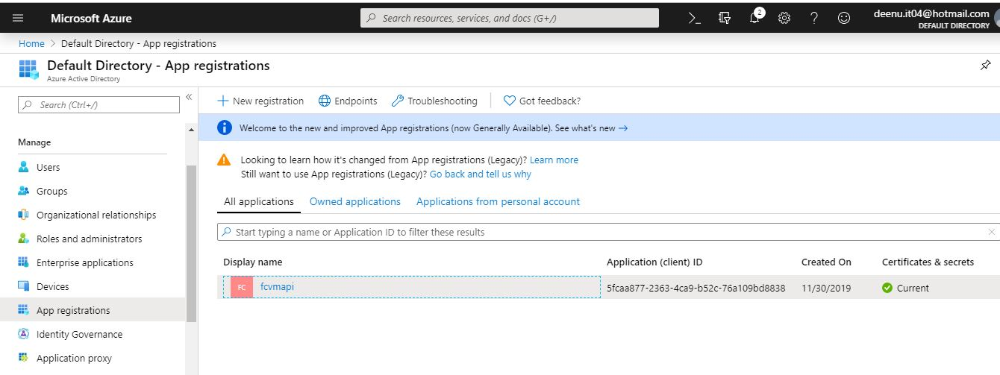 Microsoft Azure
Search resources, services, and docs (G+/)
2
deenu.it04@hotmail.com
DEFAULT DIRECTORY
Home > Default Directory - App registrations
Default Directory - App registrations
Azure Active Directory
Search (Ctrl+/)
«
New registration
Endpoints
Troubleshooting
Got feedback?
Welcome to the new and improved App registrations (now Generally Available). See what's new →
Looking to learn how it's changed from App registrations (Legacy)? Learn more
Still want to use App registrations (Legacy)? Go back and tell us why
Manage
Users
Groups
Organizational relationships
Roles and administrators
Enterprise applications
Devices
App registrations
Identity Governance
Application proxy
All applications
Owned applications
Applications from personal account
Start typing a name or Application ID to filter these results
Display name
Application (client) ID
Created On
Certificates & secrets
FC
fcvmapi
5fcaa877-2363-4ca9-b52c-76a109bd8838
11/30/2019
Current